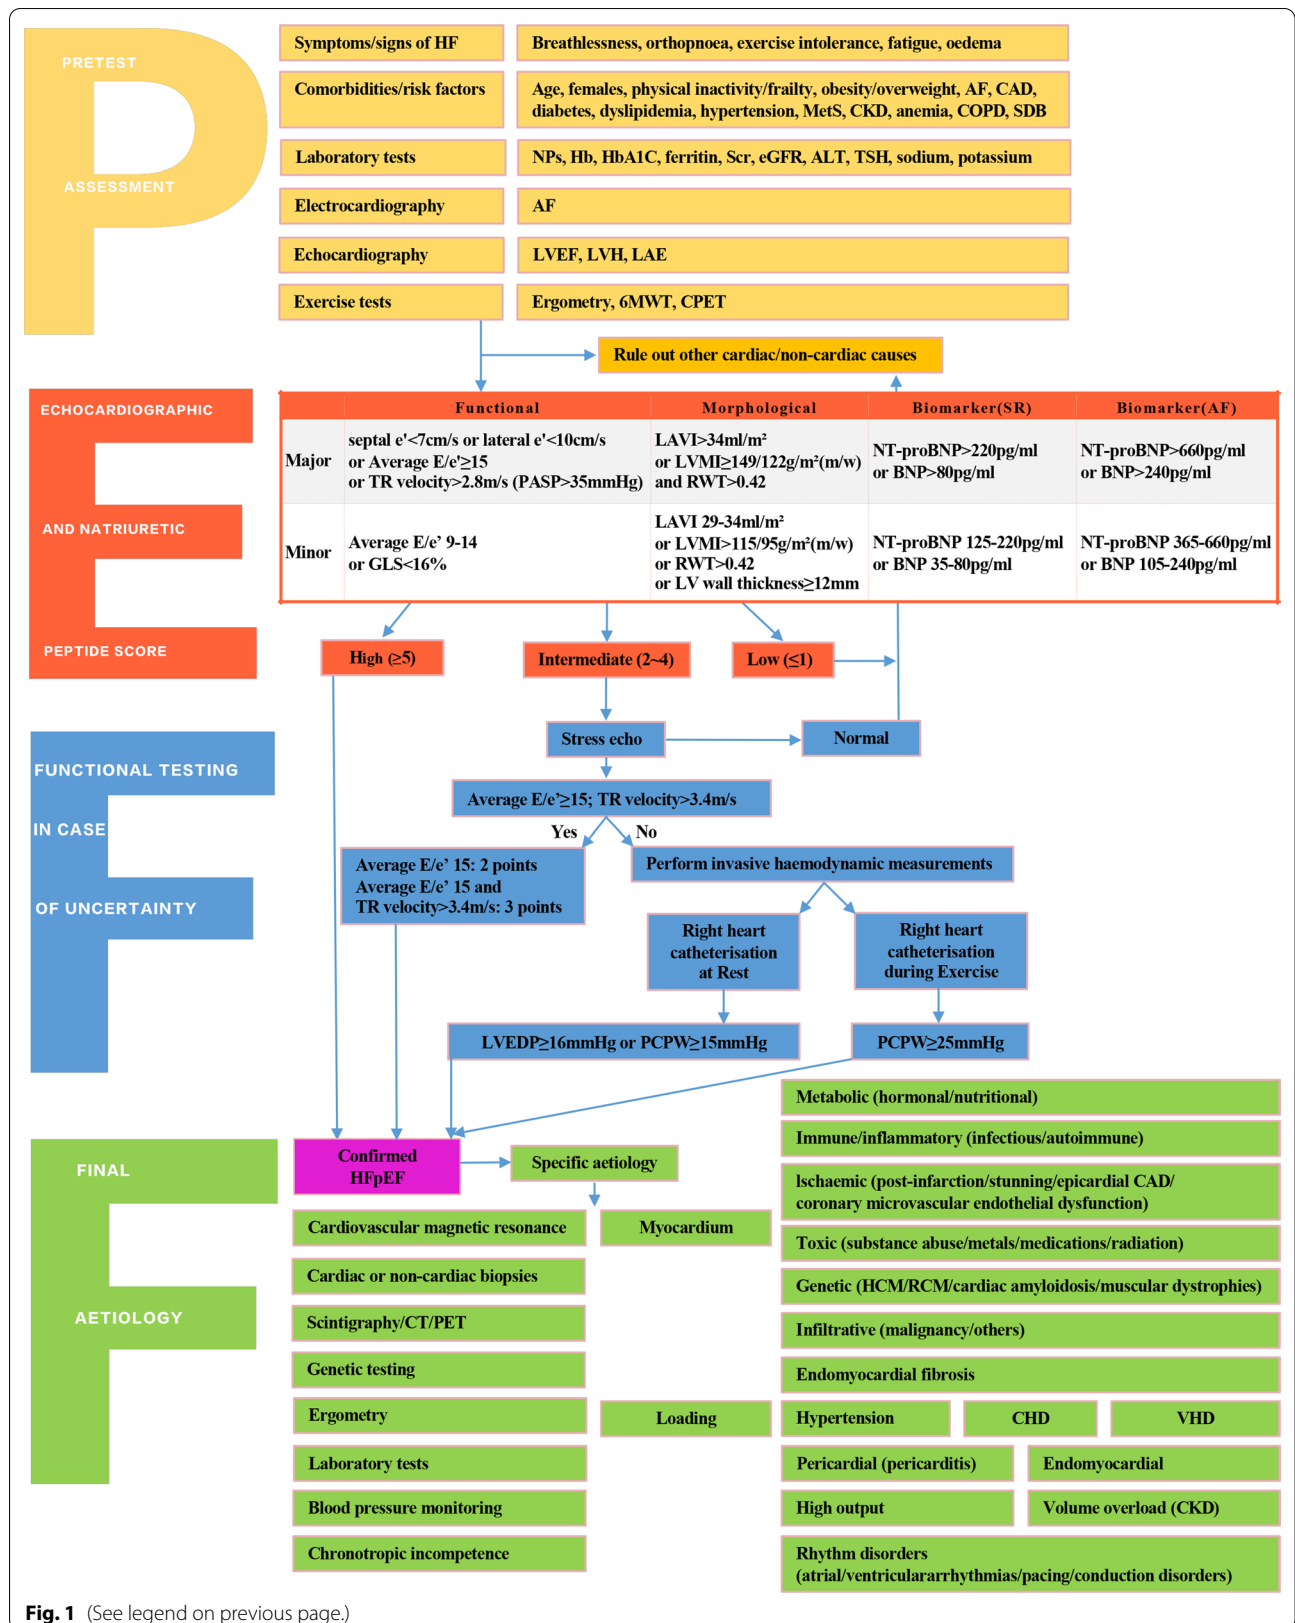 PRETEST
ASSESSMENT
Symptoms/signs of HF
Breathlessness, orthopnoea, exercise intolerance, fatigue, oedema
Comorbidities/risk factors
Age, females, physical inactivity/frailty, obesity/overweight, AF, CAD,
diabetes, dyslipidemia, hypertension, MetS, CKD, anemia, COPD, SDB
Laboratory tests
NPs, Hb, HbA1C, ferritin, Scr, eGFR, ALT, TSH, sodium, potassium
Electrocardiography
AF
Echocardiography
LVEF, LVH, LAE
Exercise tests
Ergometry, 6MWT, CPET
Rule out other cardiac/non-cardiac causes
ECHOCARDIOGRAPHIC
AND NATRIURETIC
PEPTIDE SCORE
Functional
Morphological
Biomarker(SR)
Biomarker(AF)
Major
septal e'<7cm/s or lateral e'<10cm/s
or Average E/e'≥15
or TR velocity>2.8m/s (PASP>35mmHg)
LAVI>34ml/m²
or LVMI≥149/122g/m²(m/w)
and RWT>0.42
NT-proBNP>220pg/ml
or BNP>80pg/ml
NT-proBNP>660pg/ml
or BNP>240pg/ml
Minor
Average E/e’ 9-14
or GLS<16%
LAVI 29-34ml/m²
or LVMI>115/95g/m²(m/w)
or RWT>0.42
or LV wall thickness≥12mm
NT-proBNP 125-220pg/ml
or BNP 35-80pg/ml
NT-proBNP 365-660pg/ml
or BNP 105-240pg/ml
High (≥5)
Intermediate (2~4)
Low (≤1)
FUNCTIONAL TESTING
IN CASE
OF UNCERTAINTY
Stress echo
Normal
Average E/e’≥15; TR velocity>3.4m/s
Yes
No
Average E/e’ 15: 2 points
Average E/e’ 15 and
TR velocity>3.4m/s: 3 points
Perform invasive haemodynamic measurements
Right heart
catheterisation
at Rest
Right heart
catheterisation
during Exercise
LVEDP≥16mmHg or PCPW≥15mmHg
PCPW≥25mmHg
FINAL
AETIOLOGY
Confirmed
HFpEF
Specific aetiology
Cardiovascular magnetic resonance
Cardiac or non-cardiac biopsies
Scintigraphy/CT/PET
Genetic testing
Ergometry
Laboratory tests
Blood pressure monitoring
Chronotropic incompetence
Myocardium
Metabolic (hormonal/nutritional)
Immune/inflammatory (infectious/autoimmune)
lschaemic (post-infarction/stunning/epicardial CAD/
coronary microvascular endothelial dysfunction)
Toxic (substance abuse/metals/medications/radiation)
Genetic (HCM/RCM/cardiac amyloidosis/muscular dystrophies)
Infiltrative (malignancy/others)
Endomyocardial fibrosis
Loading
Hypertension
CHD
VHD
Pericardial (pericarditis)
Endomyocardial
High output
Volume overload (CKD)
Rhythm disorders
(atrial/ventriculararrhythmias/pacing/conduction disorders)
Fig. 1 (See legend on previous page.)